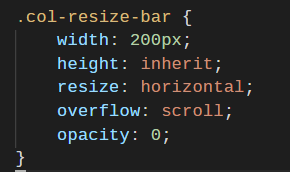 .col-resize-bar {
    width: 200px;
    height: inherit;
    resize: horizontal;
    overflow: scroll;
    opacity: 0;
}